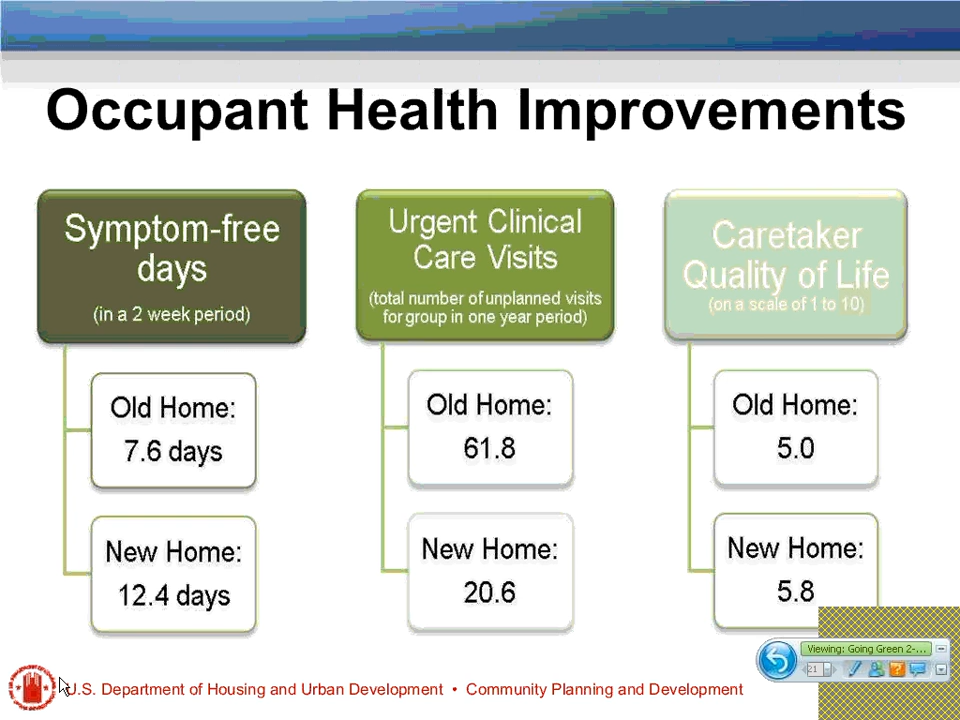 Occupant Health Improvements
Symptom-free
days
(in a 2 week period)
Old Home:
7.6 days
New Home:
12.4 days
Urgent Clinical
Care Visits
(total number of unplanned visits
for group in one year period)
Old Home:
61.8
New Home:
20.6
Caretaker
Quality of Life
(on a scale of 1 to 10)
Old Home:
5.0
New Home:
5.8
U.S. Department of Housing and Urban Development • Community Planning and Development
Viewing: Going Green 2-...
21